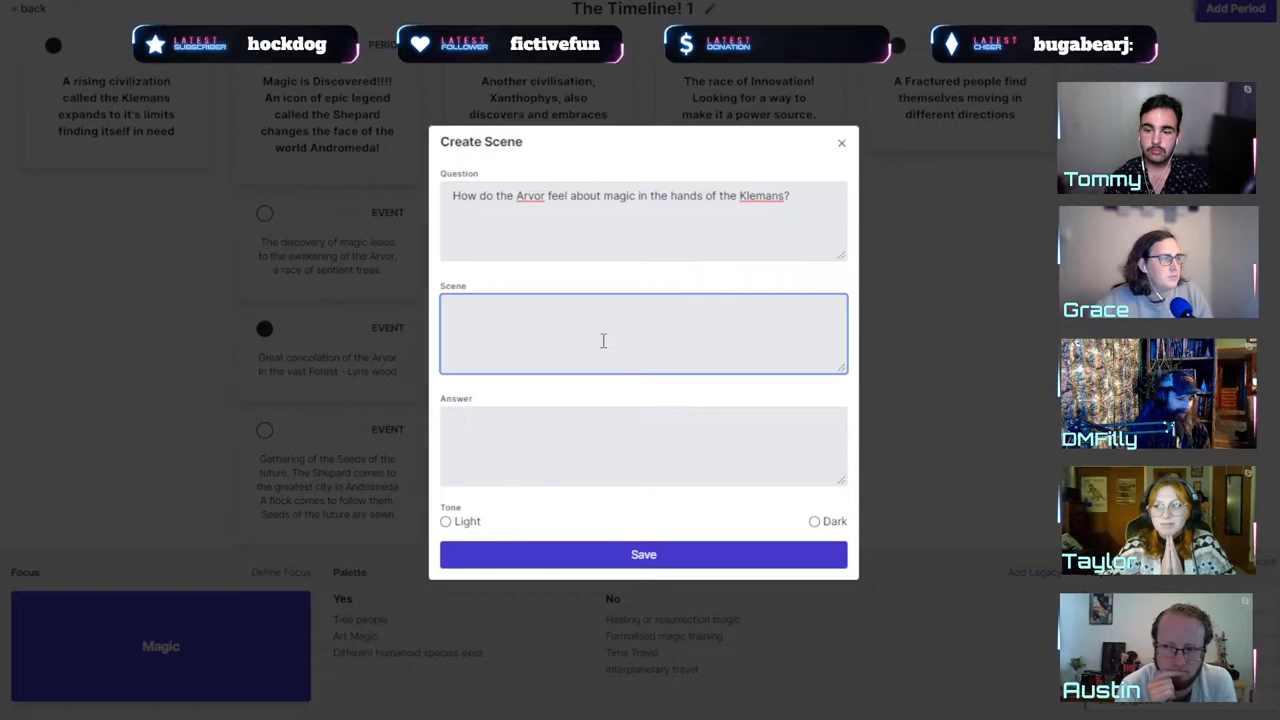 back
The Timeline! 1
Add Period
LATEST
SUBSCRIBER
hockdog
LATEST
FOLLOWER
fictivefun
LATEST
DONATION
LATEST
CHEER
bugabearj:
A rising civilization
called the Klemans
expands to it's limits
finding itself in need
Magic is Discovered!!!!
An icon of epic legend
called the Shepard
changes the face of the
world Andromeda!
Another civilisation,
Xanthophys, also
discovers and embraces
The race of Innovation!
Looking for a way to
make it a power source.
A Fractured people find
themselves moving in
different directions
EVENT
The discovery of magic leads
to the awakening of the Arvor,
a race of sentient trees.
EVENT
Great concolation of the Arvor
In the vast Forest - Lyris wood
EVENT
Gathering of the Seeds of the
future. The Shepard comes to
the greatest city in Andromeda
A flock comes to follow them.
Seeds of the future are sewn.
Create Scene
×
Question
How do the Arvor feel about magic in the hands of the Klemans?
Scene
Answer
Tone
Light
Dark
Save
Focus
Define Focus
Magic
Palette
Yes
Tree people
Art Magic
Different humanoid species exist
No
Healing or resurrection magic
Formalised magic training
Time Travel
Interplanetary travel
Add Legacy
Tommy
Grace
DMFilly
Taylor
Austin